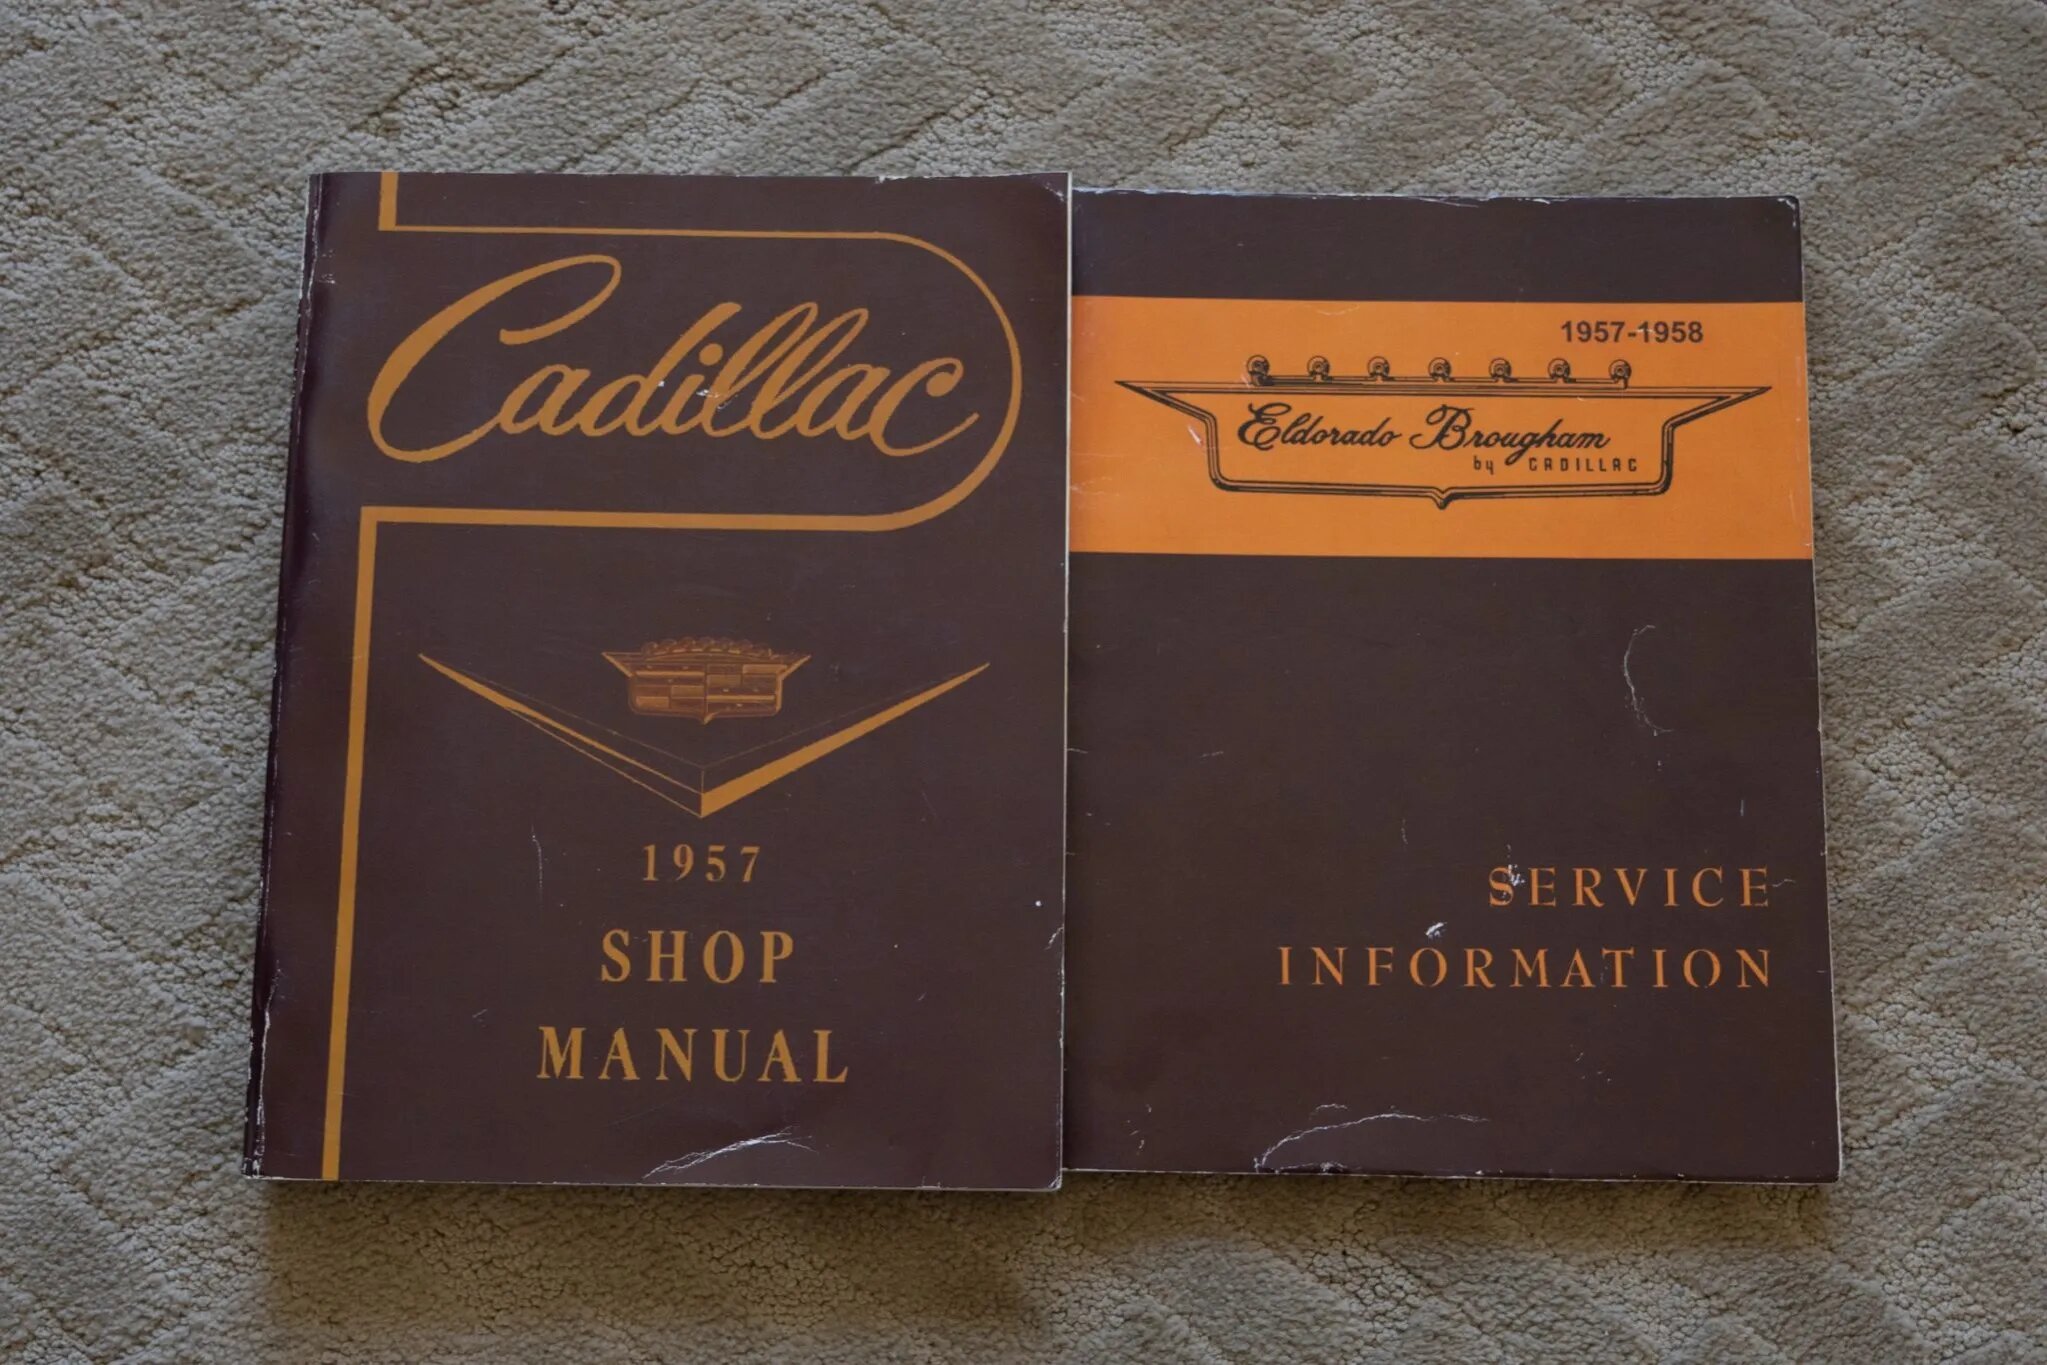 Cadillac
1957
SHOP
MANUAL
1957-1958
Eldorado Brougham
by CADILLAC
SERVICE
INFORMATION